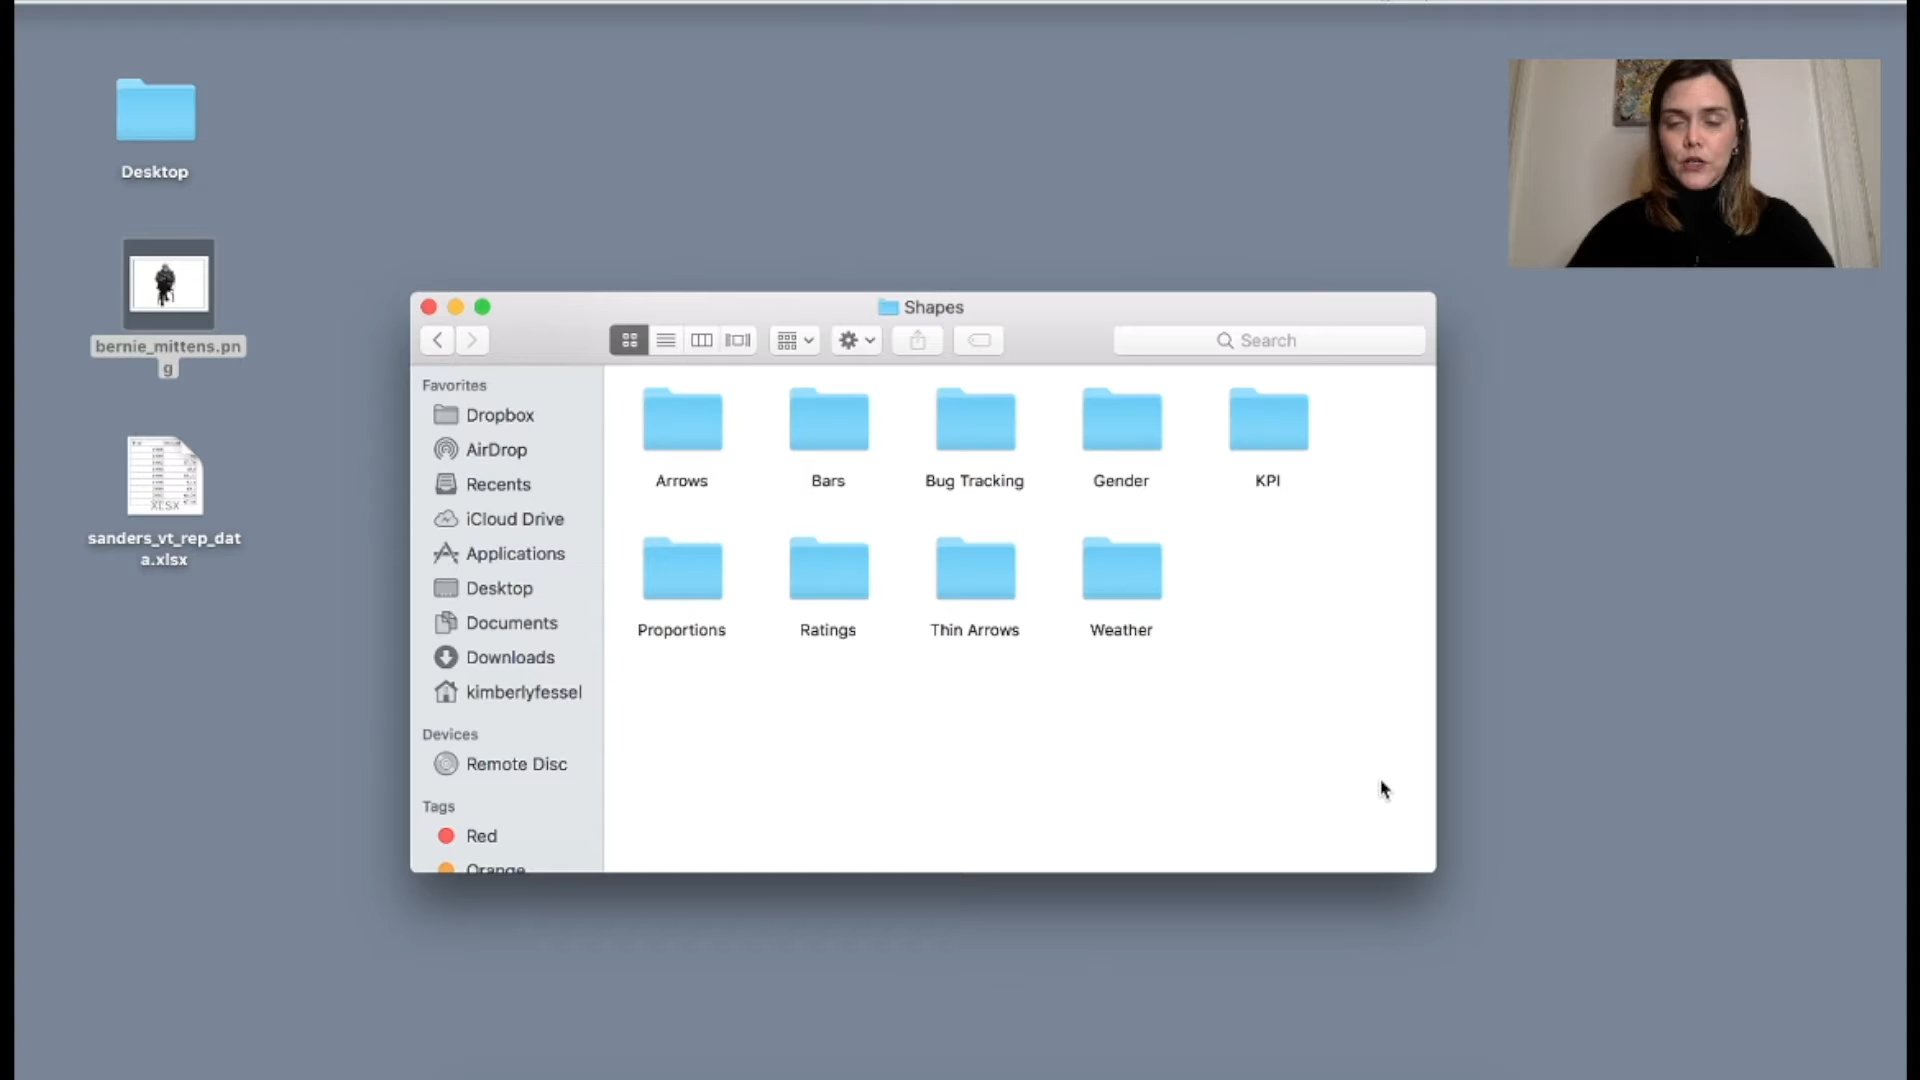 Desktop
bernie_mittens.pn
g
XLSX
sanders_vt_rep_dat
a.xlsx
Shapes
Search
Favorites
Dropbox
AirDrop
Recents
iCloud Drive
Applications
Desktop
Documents
Downloads
kimberlyfessel
Devices
Remote Disc
Tags
Red
Orange
Arrows
Bars
Bug Tracking
Gender
KPI
Proportions
Ratings
Thin Arrows
Weather